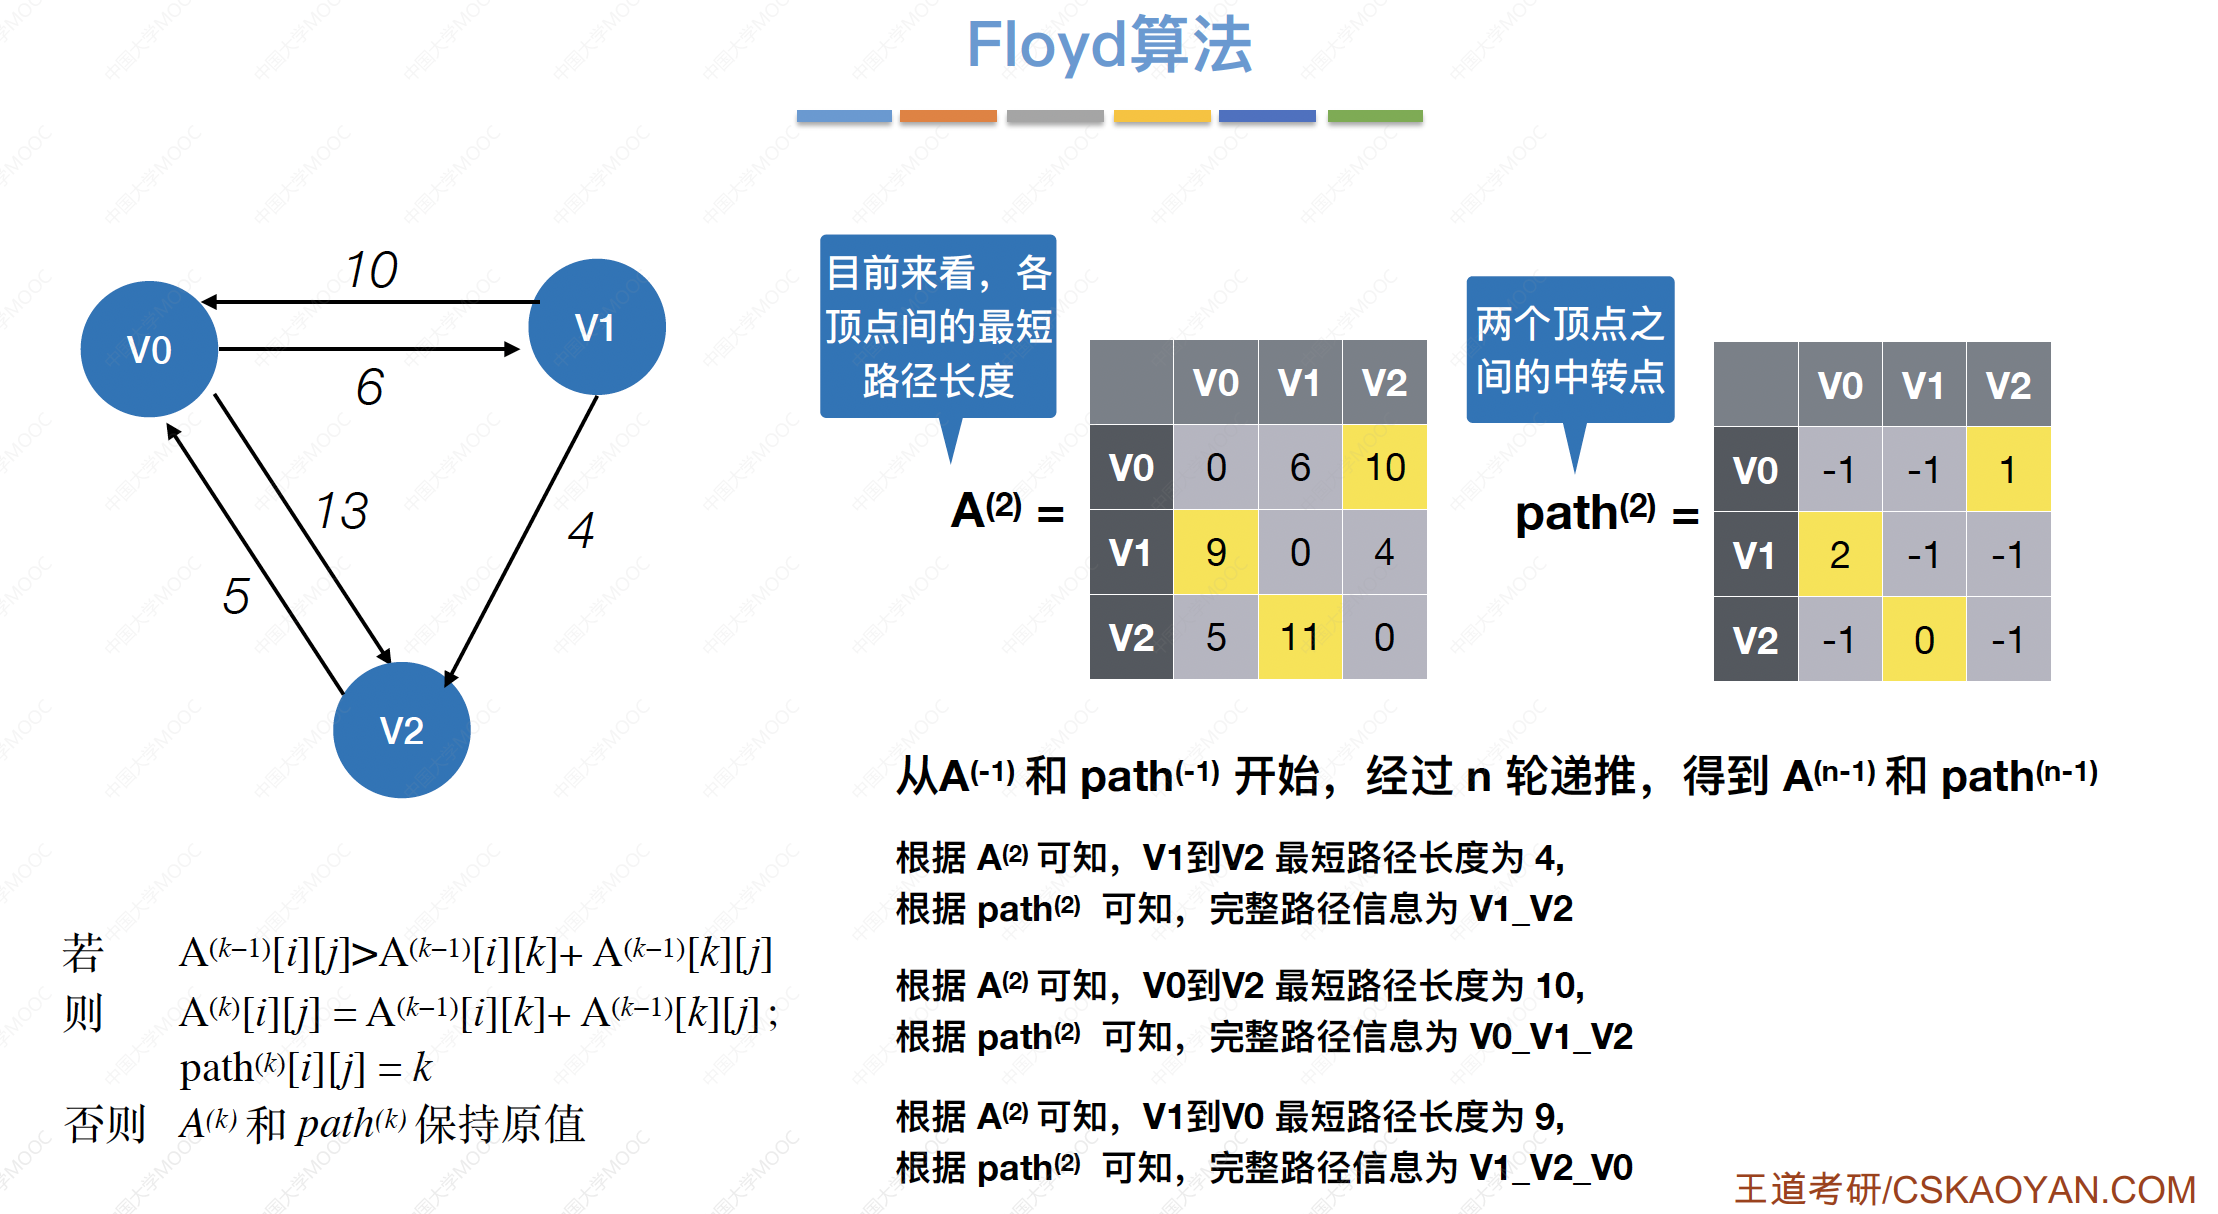 Floyd算法
10
V0
V1
6
13
4
5
V2
目前来看，各
顶点间的最短
路径长度
A(2) =
V0 V1 V2
V0 0 6 10
V1 9 0 4
V2 5 11 0
两个顶点之
间的中转点
path(2) =
V0 V1 V2
V0 -1 -1 1
V1 2 -1 -1
V2 -1 0 -1
从A(-1) 和 path(-1) 开始，经过 n 轮递推，得到 A(n-1) 和 path(n-1)
根据 A(2) 可知，V1到V2 最短路径长度为 4,
根据 path(2) 可知，完整路径信息为 V1_V2
根据 A(2) 可知，V0到V2 最短路径长度为 10,
根据 path(2) 可知，完整路径信息为 V0_V1_V2
根据 A(2) 可知，V1到V0 最短路径长度为 9,
根据 path(2) 可知，完整路径信息为 V1_V2_V0
若 A(k−1)[i][j]>A(k−1)[i][k]+ A(k−1)[k][j]
则 A(k)[i][j] = A(k−1)[i][k]+ A(k−1)[k][j] ;
path(k)[i][j] = k
否则 A(k) 和 path(k) 保持原值
王道考研/CSKAOYAN.COM
中国大学MOOC